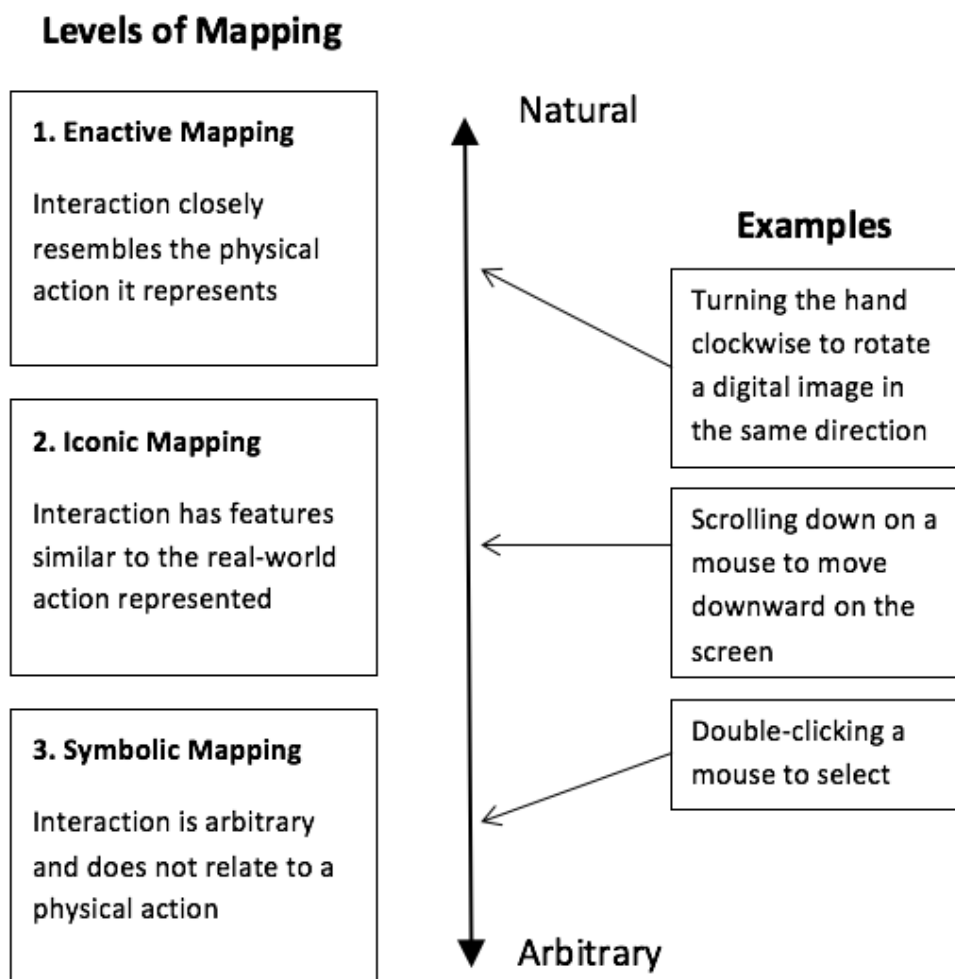 Levels of Mapping
1. Enactive Mapping
Interaction closely
resembles the physical
action it represents
2. Iconic Mapping
Interaction has features
similar to the real-world
action represented
3. Symbolic Mapping
Interaction is arbitrary
and does not relate to a
physical action
Natural
Arbitrary
Examples
Turning the hand
clockwise to rotate
a digital image in
the same direction
Scrolling down on a
mouse to move
downward on the
screen
Double-clicking a
mouse to select